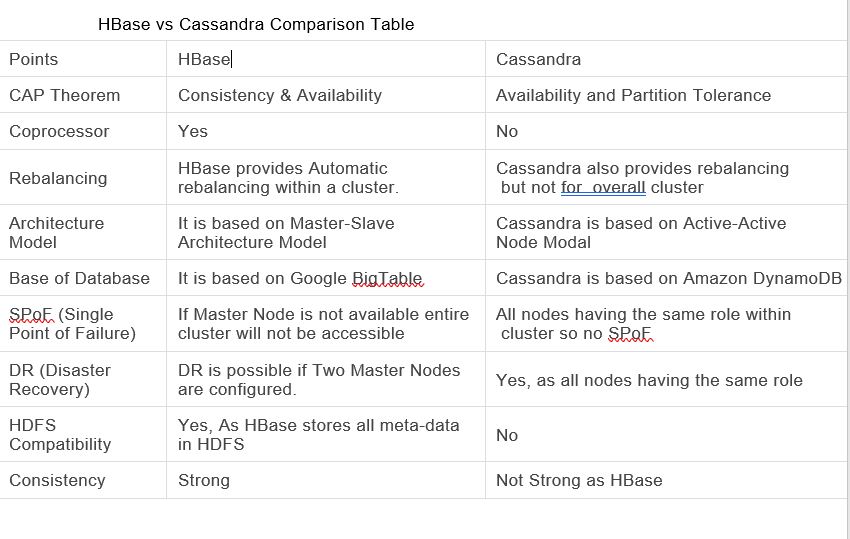 HBase vs Cassandra Comparison Table
Points
HBase
Cassandra
CAP Theorem
Consistency & Availability
Availability and Partition Tolerance
Coprocessor
Yes
No
Rebalancing
HBase provides Automatic
rebalancing within a cluster.
Cassandra also provides rebalancing
but not for overall cluster
Architecture
Model
It is based on Master-Slave
Architecture Model
Cassandra is based on Active-Active
Node Modal
Base of Database
It is based on Google BigTable
Cassandra is based on Amazon DynamoDB
SPoF (Single
Point of Failure)
If Master Node is not available entire
cluster will not be accessible
All nodes having the same role within
cluster so no SPoF
DR (Disaster
Recovery)
DR is possible if Two Master Nodes
are configured.
Yes, as all nodes having the same role
HDFS
Compatibility
Yes, As HBase stores all meta-data
in HDFS
No
Consistency
Strong
Not Strong as HBase